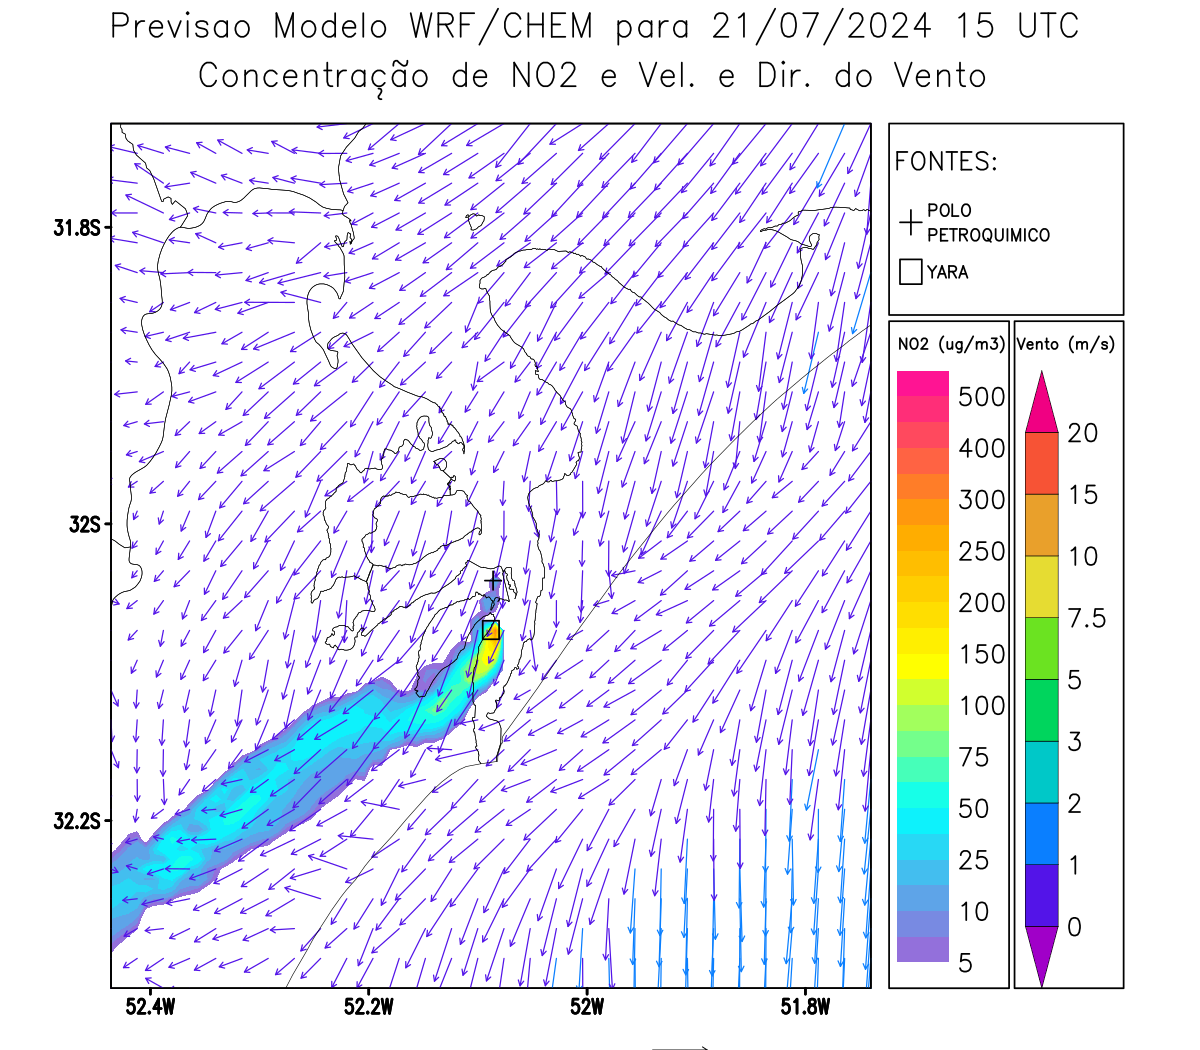 Previsao Modelo WRF/CHEM para 21/07/2024 15 UTC
Concentração de NO2 e Vel. e Dir. do Vento
FONTES:
POLO
PETROQUIMICO
YARA
31.8S
32S
32.2S
52.4W
52.2W
52W
51.8W
NO2 (ug/m3)
500
400
300
250
200
150
100
75
50
25
10
5
Vento (m/s)
20
15
10
7.5
5
3
2
1
0